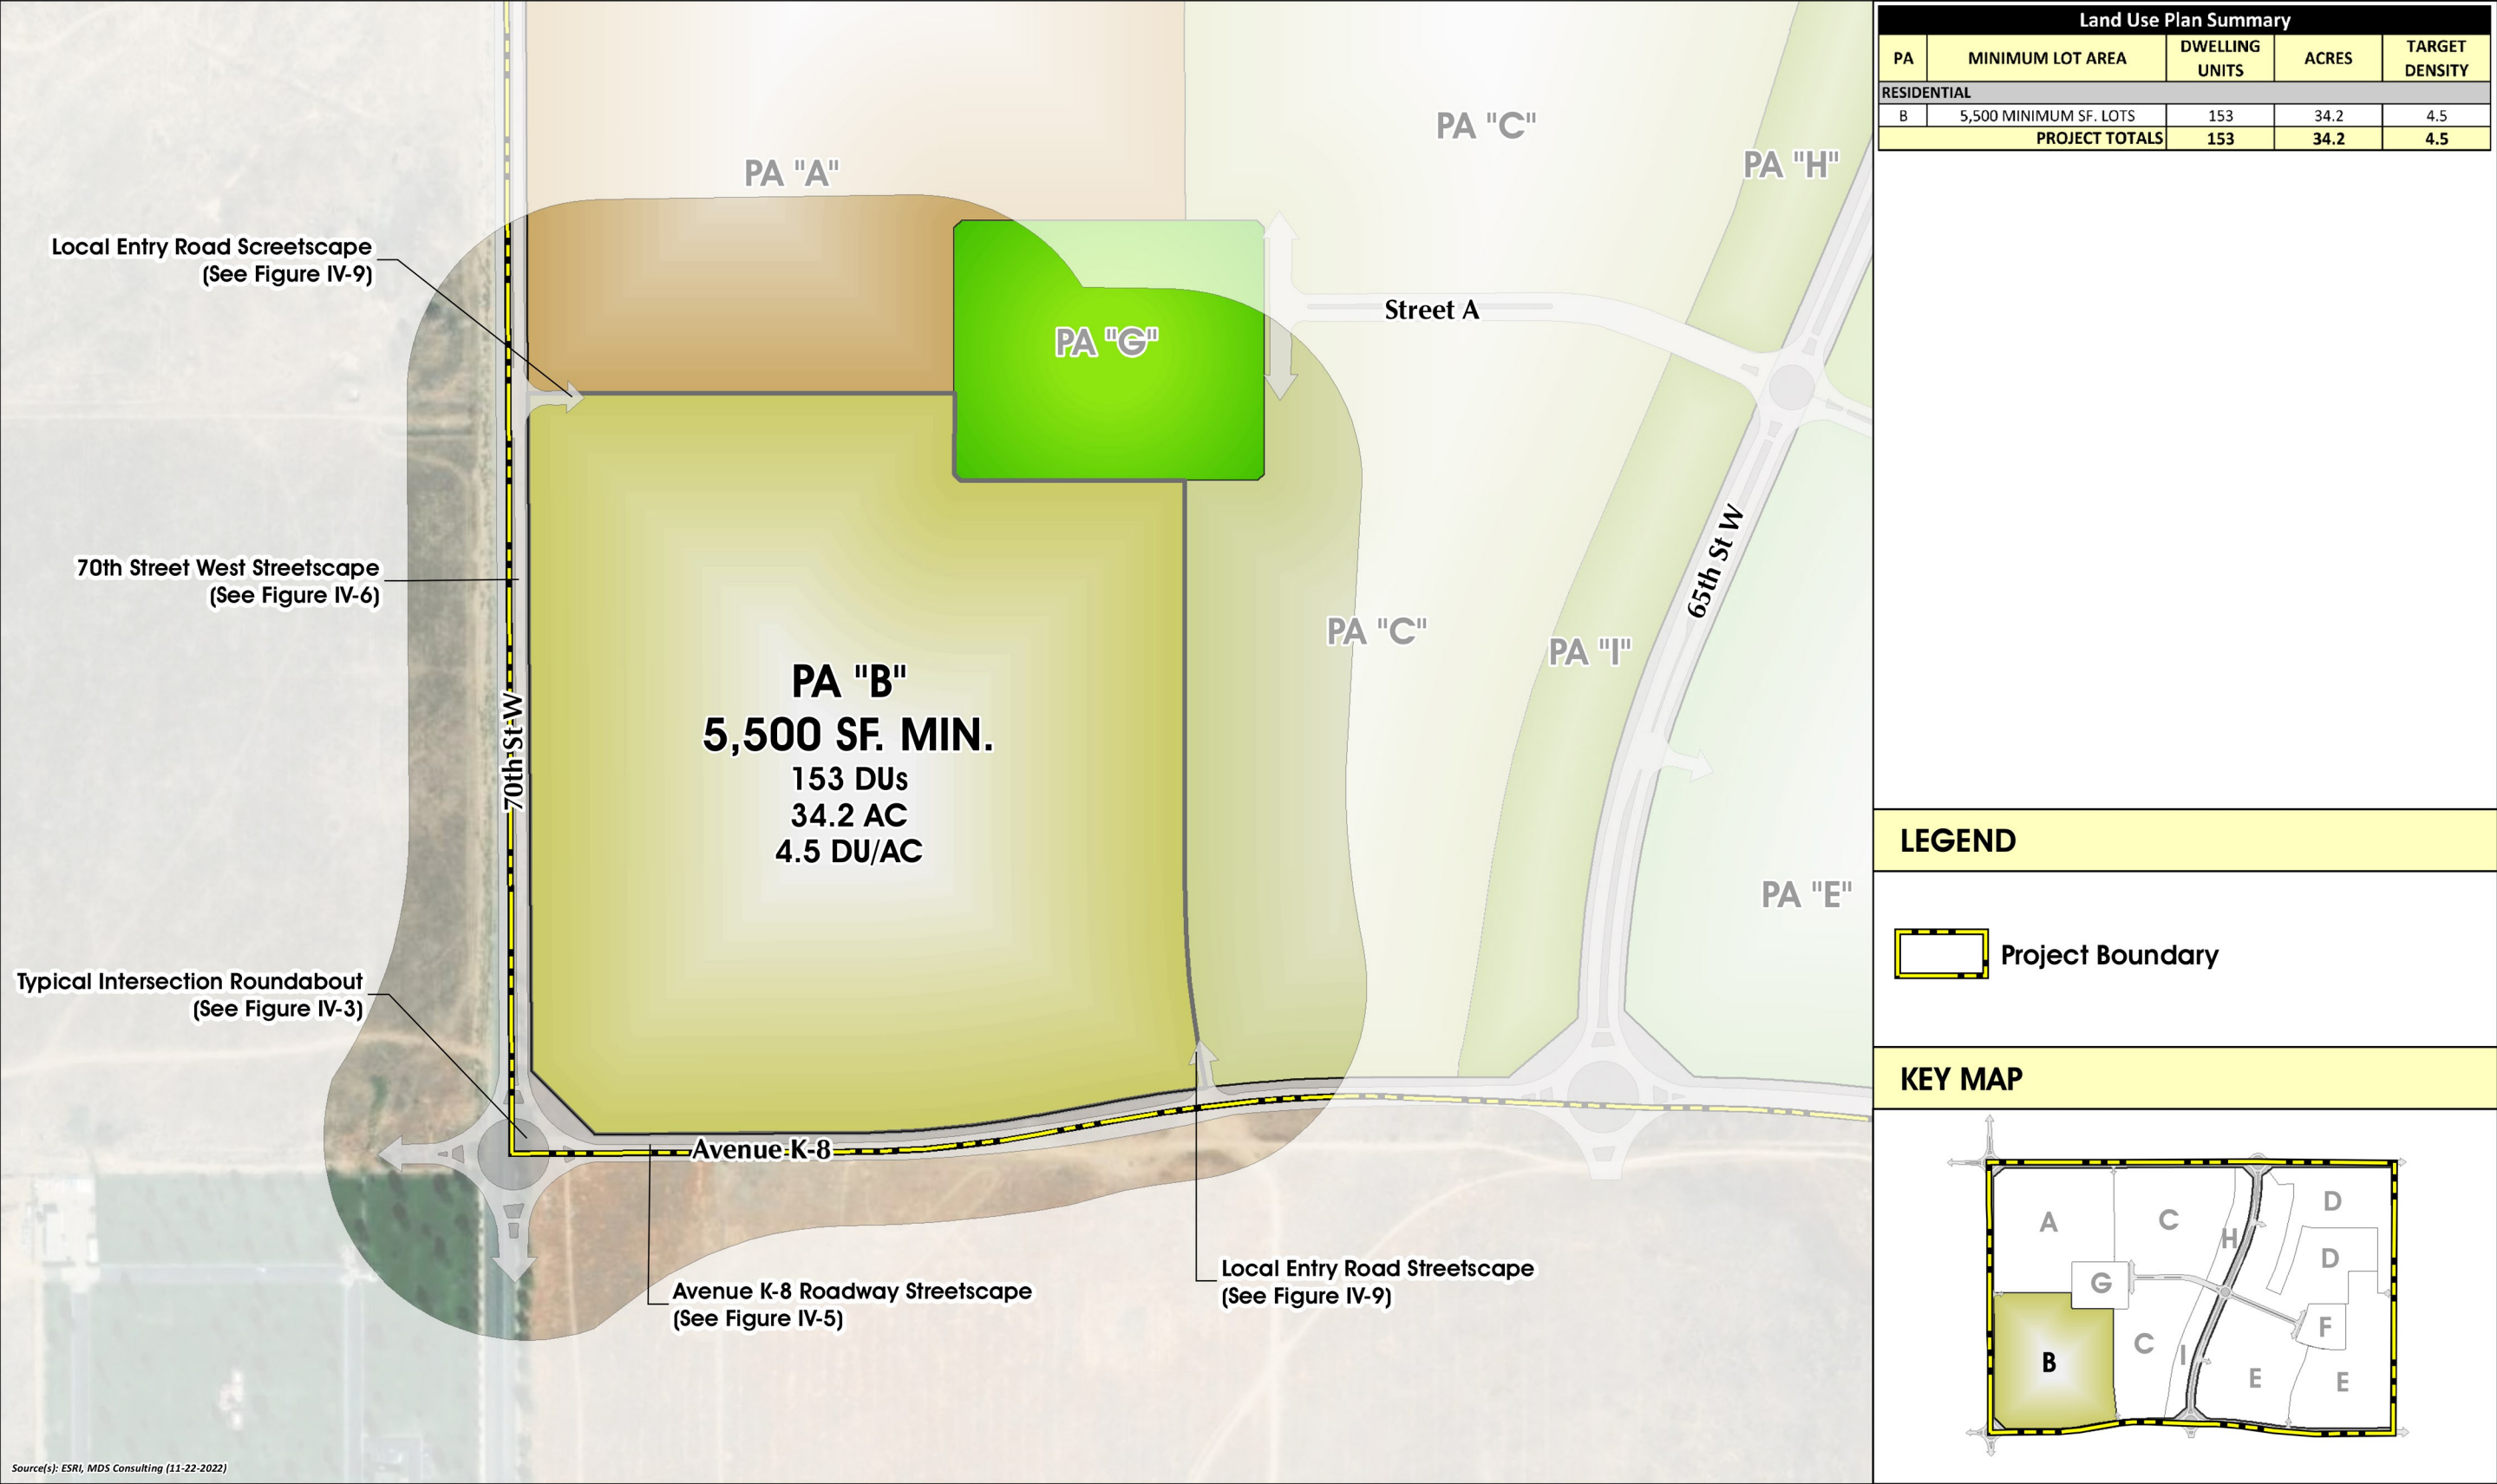 PA "A"
PA "C"
PA "H"
Local Entry Road Screetscape
(See Figure IV-9)
Street A
PA "G"
70th Street West Streetscape
(See Figure IV-6)
65th St W
PA "C"
PA "I"
PA "B"
5,500 SF. MIN.
153 DUs
34.2 AC
4.5 DU/AC
70th St W
PA "E"
Typical Intersection Roundabout
(See Figure IV-3)
Avenue K-8
Avenue K-8 Roadway Streetscape
(See Figure IV-5)
Local Entry Road Streetscape
(See Figure IV-9)
Source(s): ESRI, MDS Consulting (11-22-2022)
Land Use Plan Summary
PA MINIMUM LOT AREA DWELLING UNITS ACRES TARGET DENSITY
RESIDENTIAL
B 5,500 MINIMUM SF. LOTS 153 34.2 4.5
PROJECT TOTALS 153 34.2 4.5
LEGEND
Project Boundary
KEY MAP
A
C
H
D
D
G
F
B
C
I
E
E